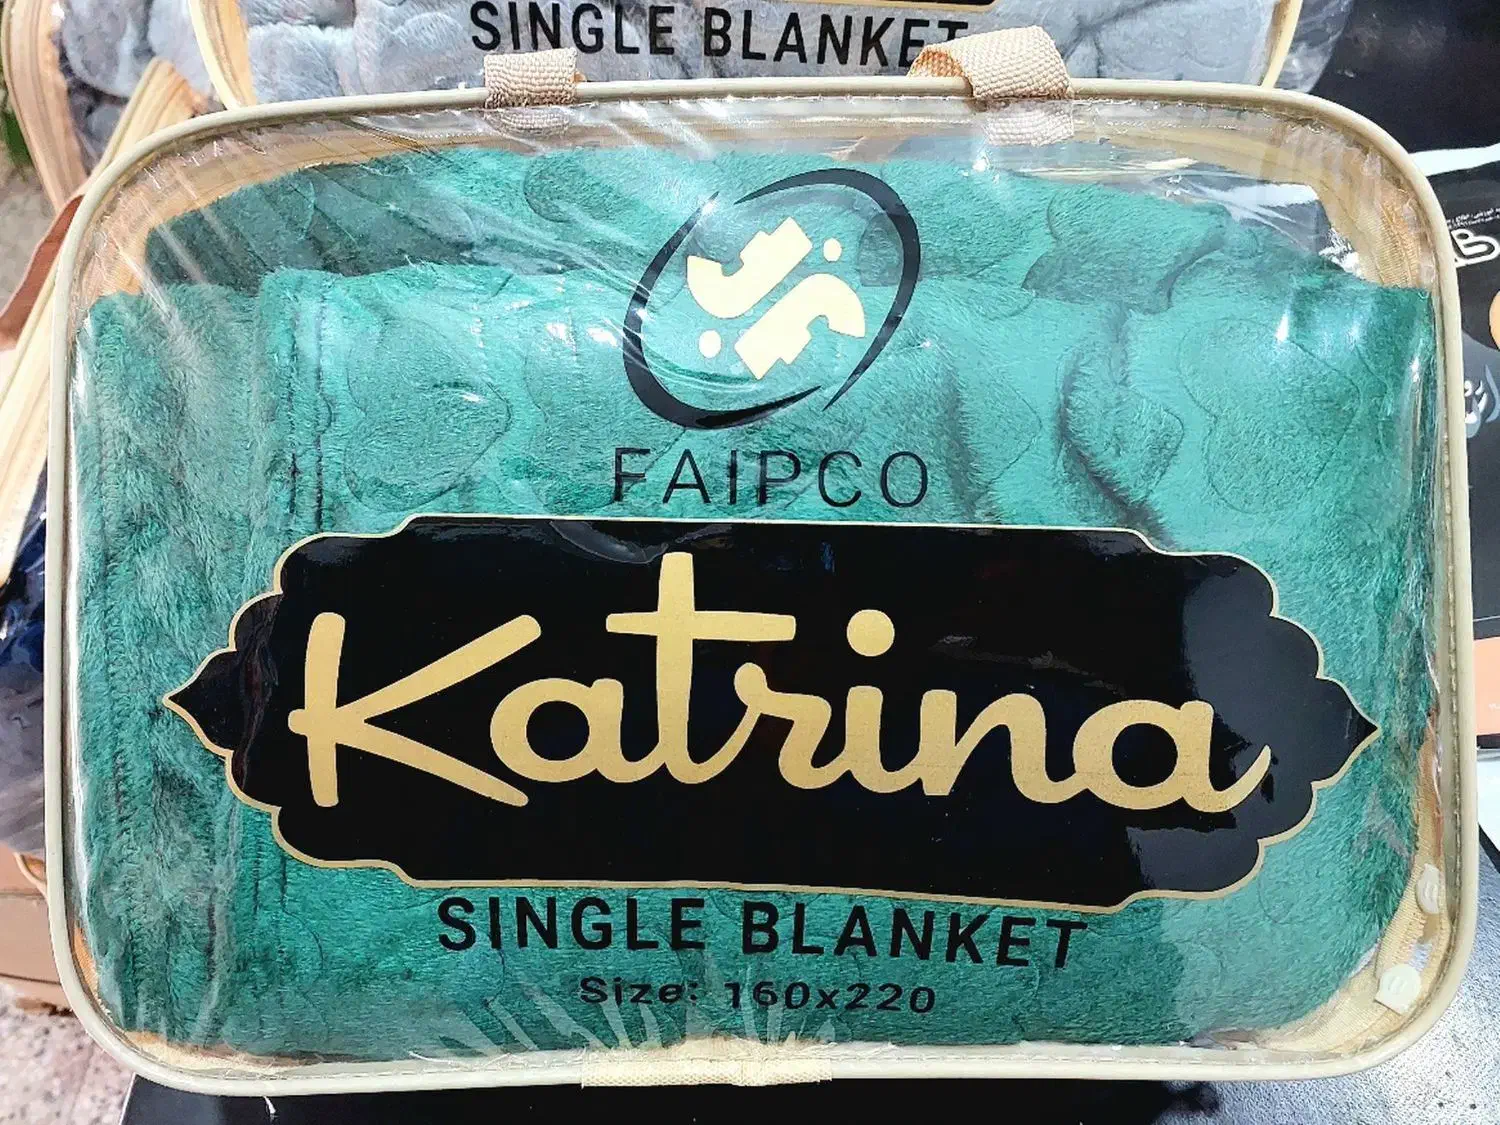 SINGLE BLANKET
FAIPCO
Katrina
SINGLE BLANKET
Size: 160x220